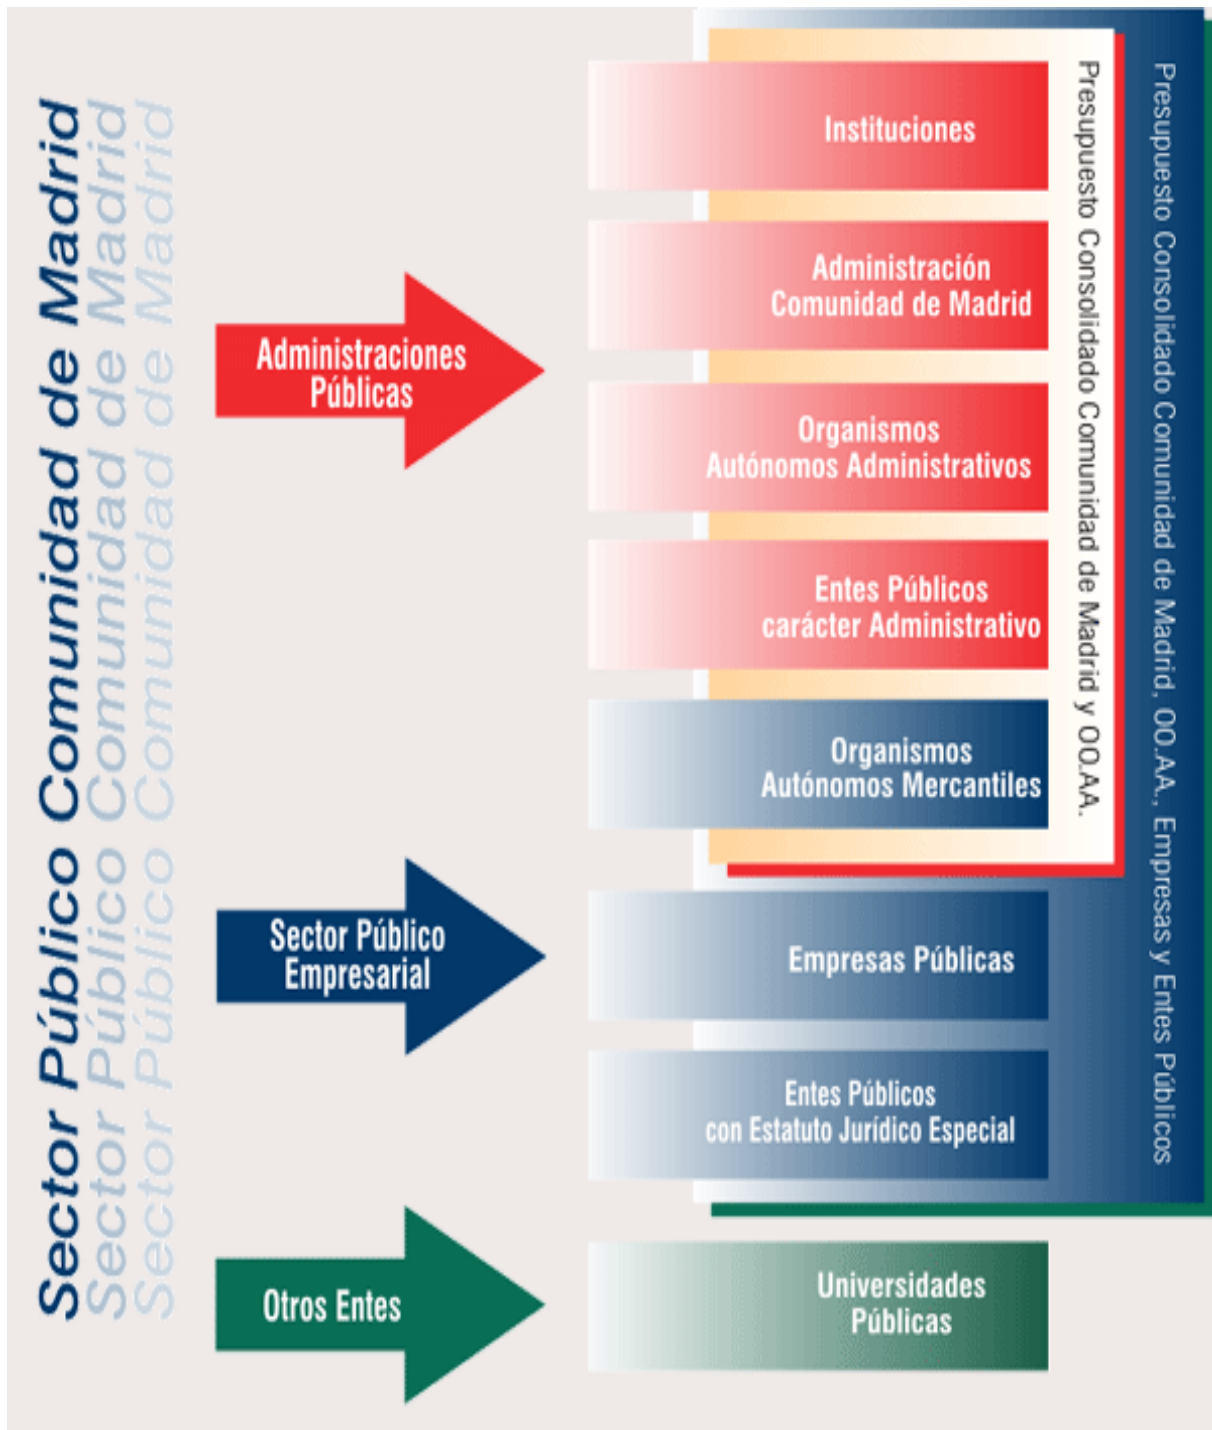 Sector Público Comunidad de Madrid
Sector Público Comunidad de Madrid
Sector Público Comunidad de Madrid
Administraciones
Públicas
Instituciones
Administración
Comunidad de Madrid
Organismos
Autónomos Administrativos
Entes Públicos
carácter Administrativo
Organismos
Autónomos Mercantiles
Sector Público
Empresarial
Empresas Públicas
Entes Públicos
con Estatuto Jurídico Especial
Otros Entes
Universidades
Públicas
Presupuesto Consolidado Comunidad de Madrid y OO.AA.
Presupuesto Consolidado Comunidad de Madrid, OO.AA., Empresas y Entes Públicos